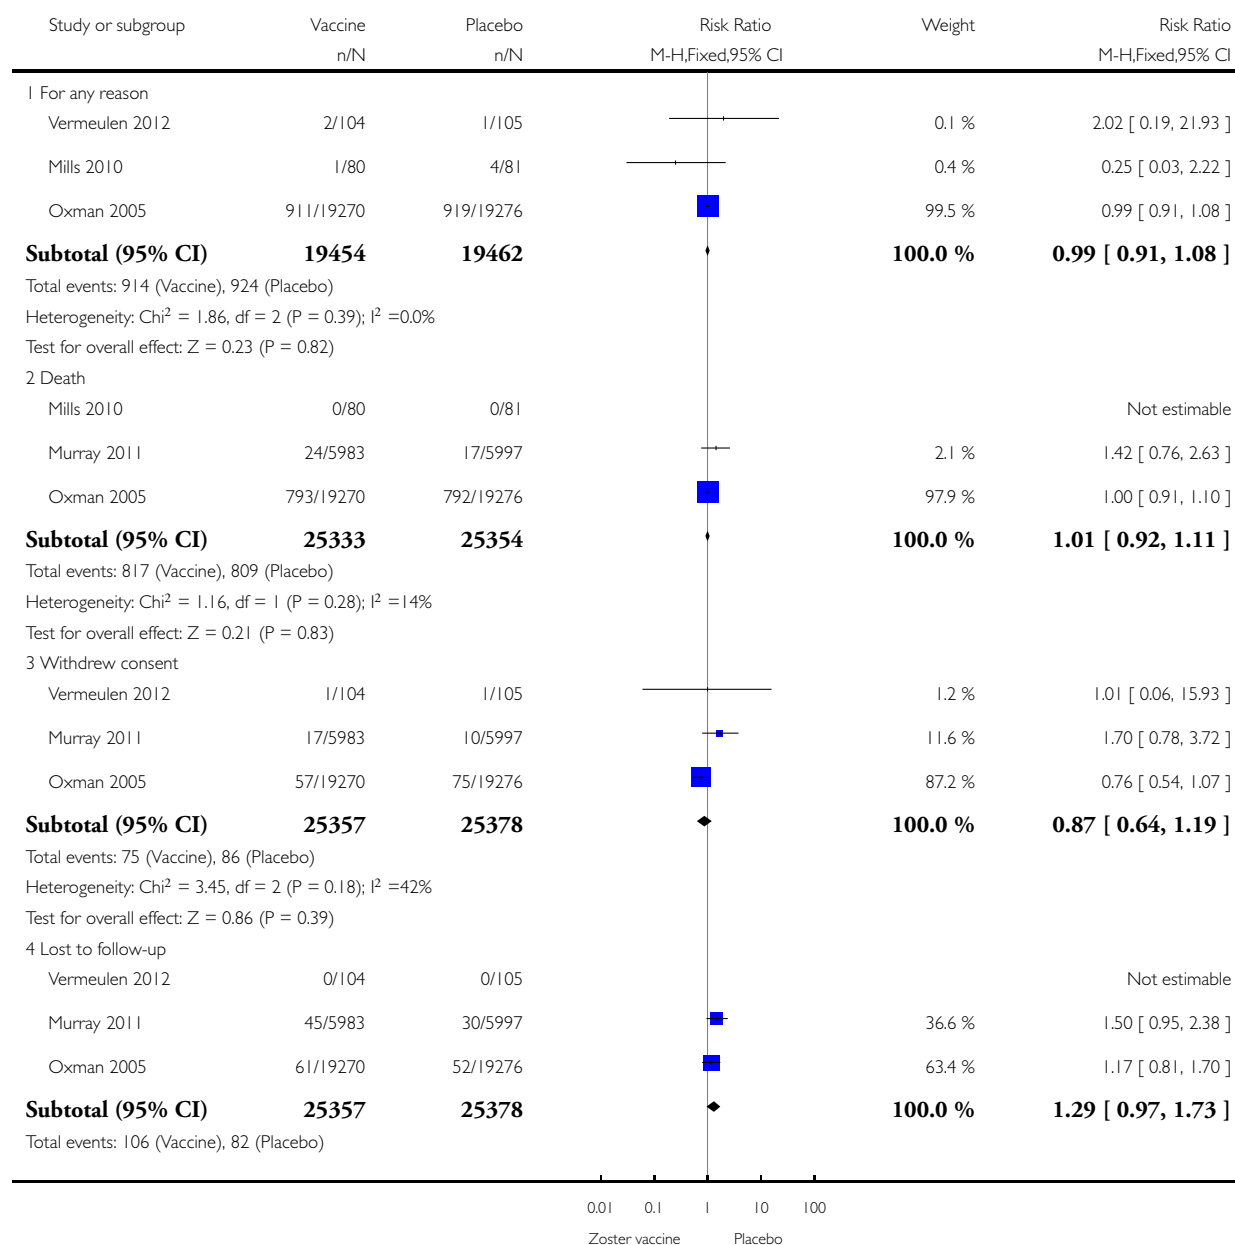 Study or subgroup Vaccine Placebo Risk Ratio Weight Risk Ratio
n/N n/N M-H,Fixed,95% CI M-H,Fixed,95% CI
1 For any reason
Vermeulen 2012 2/104 1/105 0.1 % 2.02 [ 0.19, 21.93 ]
Mills 2010 1/80 4/81 0.4 % 0.25 [ 0.03, 2.22 ]
Oxman 2005 911/19270 919/19276 99.5 % 0.99 [ 0.91, 1.08 ]
Subtotal (95% CI) 19454 19462 100.0 % 0.99 [ 0.91, 1.08 ]
Total events: 914 (Vaccine), 924 (Placebo)
Heterogeneity: Chi² = 1.86, df = 2 (P = 0.39); I² =0.0%
Test for overall effect: Z = 0.23 (P = 0.82)
2 Death
Mills 2010 0/80 0/81 Not estimable
Murray 2011 24/5983 17/5997 2.1 % 1.42 [ 0.76, 2.63 ]
Oxman 2005 793/19270 792/19276 97.9 % 1.00 [ 0.91, 1.10 ]
Subtotal (95% CI) 25333 25354 100.0 % 1.01 [ 0.92, 1.11 ]
Total events: 817 (Vaccine), 809 (Placebo)
Heterogeneity: Chi² = 1.16, df = 1 (P = 0.28); I² =14%
Test for overall effect: Z = 0.21 (P = 0.83)
3 Withdrew consent
Vermeulen 2012 1/104 1/105 1.2 % 1.01 [ 0.06, 15.93 ]
Murray 2011 17/5983 10/5997 11.6 % 1.70 [ 0.78, 3.72 ]
Oxman 2005 57/19270 75/19276 87.2 % 0.76 [ 0.54, 1.07 ]
Subtotal (95% CI) 25357 25378 100.0 % 0.87 [ 0.64, 1.19 ]
Total events: 75 (Vaccine), 86 (Placebo)
Heterogeneity: Chi² = 3.45, df = 2 (P = 0.18); I² =42%
Test for overall effect: Z = 0.86 (P = 0.39)
4 Lost to follow-up
Vermeulen 2012 0/104 0/105 Not estimable
Murray 2011 45/5983 30/5997 36.6 % 1.50 [ 0.95, 2.38 ]
Oxman 2005 61/19270 52/19276 63.4 % 1.17 [ 0.81, 1.70 ]
Subtotal (95% CI) 25357 25378 100.0 % 1.29 [ 0.97, 1.73 ]
Total events: 106 (Vaccine), 82 (Placebo)
0.01 0.1 1 10 100
Zoster vaccine Placebo